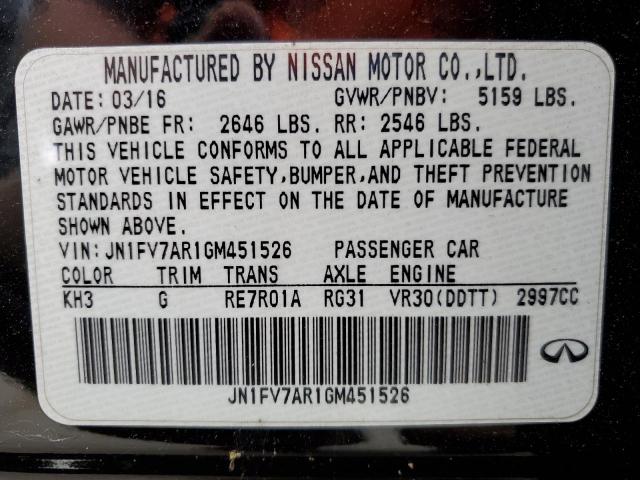 MANUFACTURED BY NISSAN MOTOR CO.,LTD.
DATE: 03/16 GVWR/PNBV: 5159 LBS.
GAWR/PNBE FR: 2646 LBS. RR: 2546 LBS.
THIS VEHICLE CONFORMS TO ALL APPLICABLE FEDERAL
MOTOR VEHICLE SAFETY,BUMPER,AND THEFT PREVENTION
STANDARDS IN EFFECT ON THE DATE OF MANUFACTURE
SHOWN ABOVE.
VIN:JN1FV7AR1GM451526 PASSENGER CAR
COLOR TRIM TRANS AXLE ENGINE
KH3 G RE7R01A RG31 VR30(DDTT) 2997CC
JN1FV7AR1GM451526